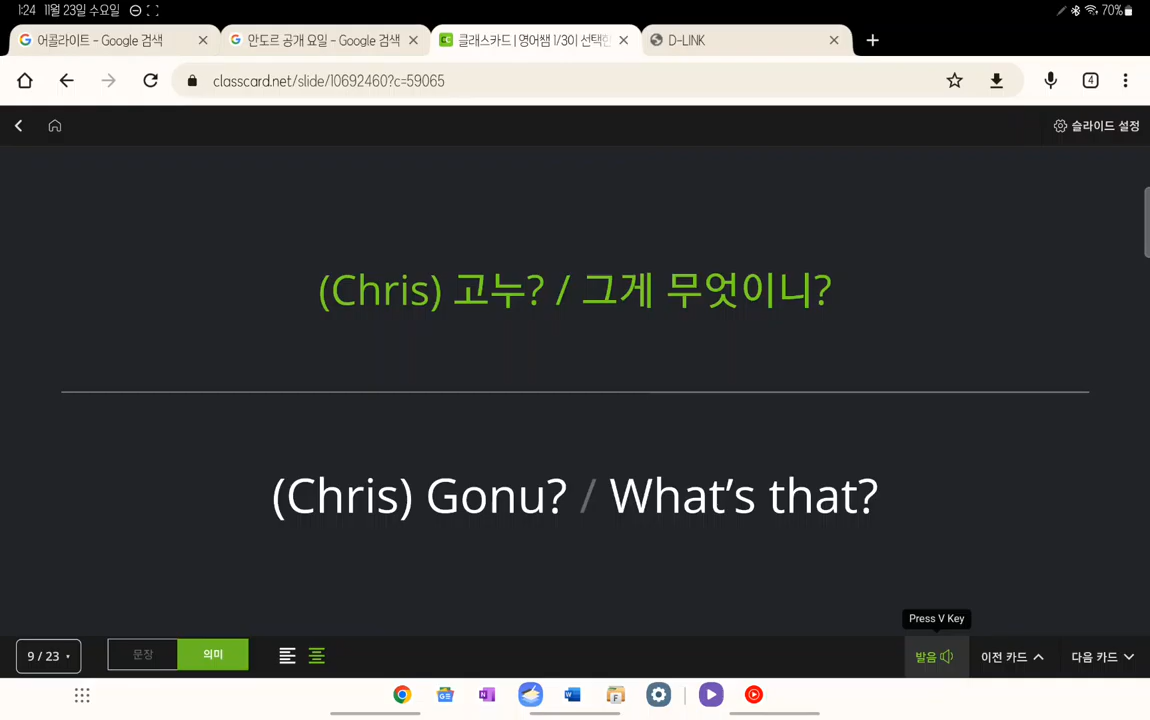 1:24 11월 23일 수요일
70%
어콜라이트 - Google 검색
안도르 공개 요일 - Google 검색
클래스카드 | 영어쌤 1/30| 선택한
D-LINK
classcard.net/slide/10692460?c=59065
4
슬라이드 설정
(Chris) 고누? / 그게 무엇이니?
(Chris) Gonu? / What's that?
Press V Key
9 / 23
문장
의미
발음
이전 카드
다음 카드